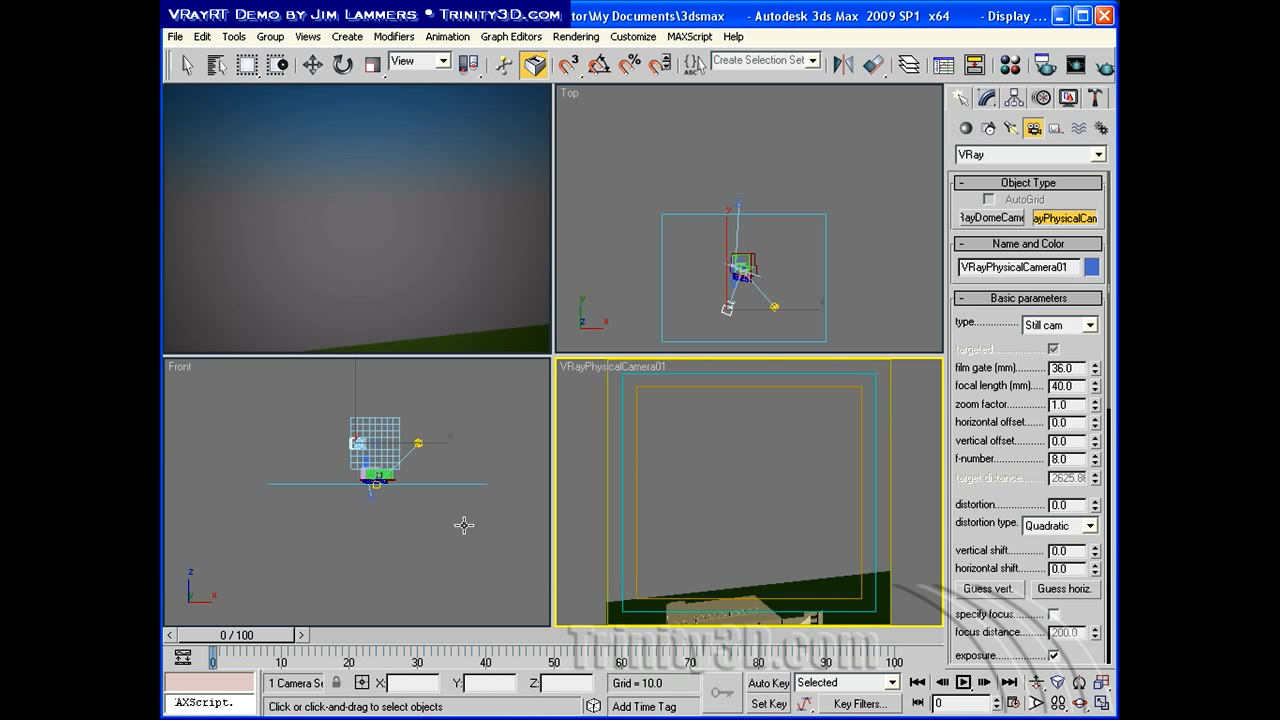 VRayRT Demo by Jim Lammers • Trinity3D.com
tor\My Documents\3dsmax - Autodesk 3ds Max 2009 SP1 x64 - Display ...
File Edit Tools Group Views Create Modifiers Animation Graph Editors Rendering Customize MAXScript Help
View
Create Selection Set
Top
VRay
- Object Type
AutoGrid
RayDomeCame
ayPhysicalCan
- Name and Color
VRayPhysicalCamera01
- Basic parameters
type............. Still cam
targeted
film gate (mm)........ 36.0
focal length (mm)... 40.0
zoom factor............ 1.0
horizontal offset...... 0.0
vertical offset......... 0.0
f-number............... 8.0
target distance.......
distortion............... 0.0
distortion type. Quadratic
vertical shift........... 0.0
horizontal shift....... 0.0
Guess vert. Guess horiz.
specify focus
focus distance 200.0
exposure
y
x
y
z
x
Front
x
z
y
x
VRayPhysicalCamera01
Trinity3D.com
< 0 / 100 >
0 10 20 30 40 50 60 70 80 90 100
1 Camera Se X: Y: Z: Grid = 10.0 Auto Key Selected
'AXScript. Click or click-and-drag to select objects Add Time Tag Set Key Key Filters... 0